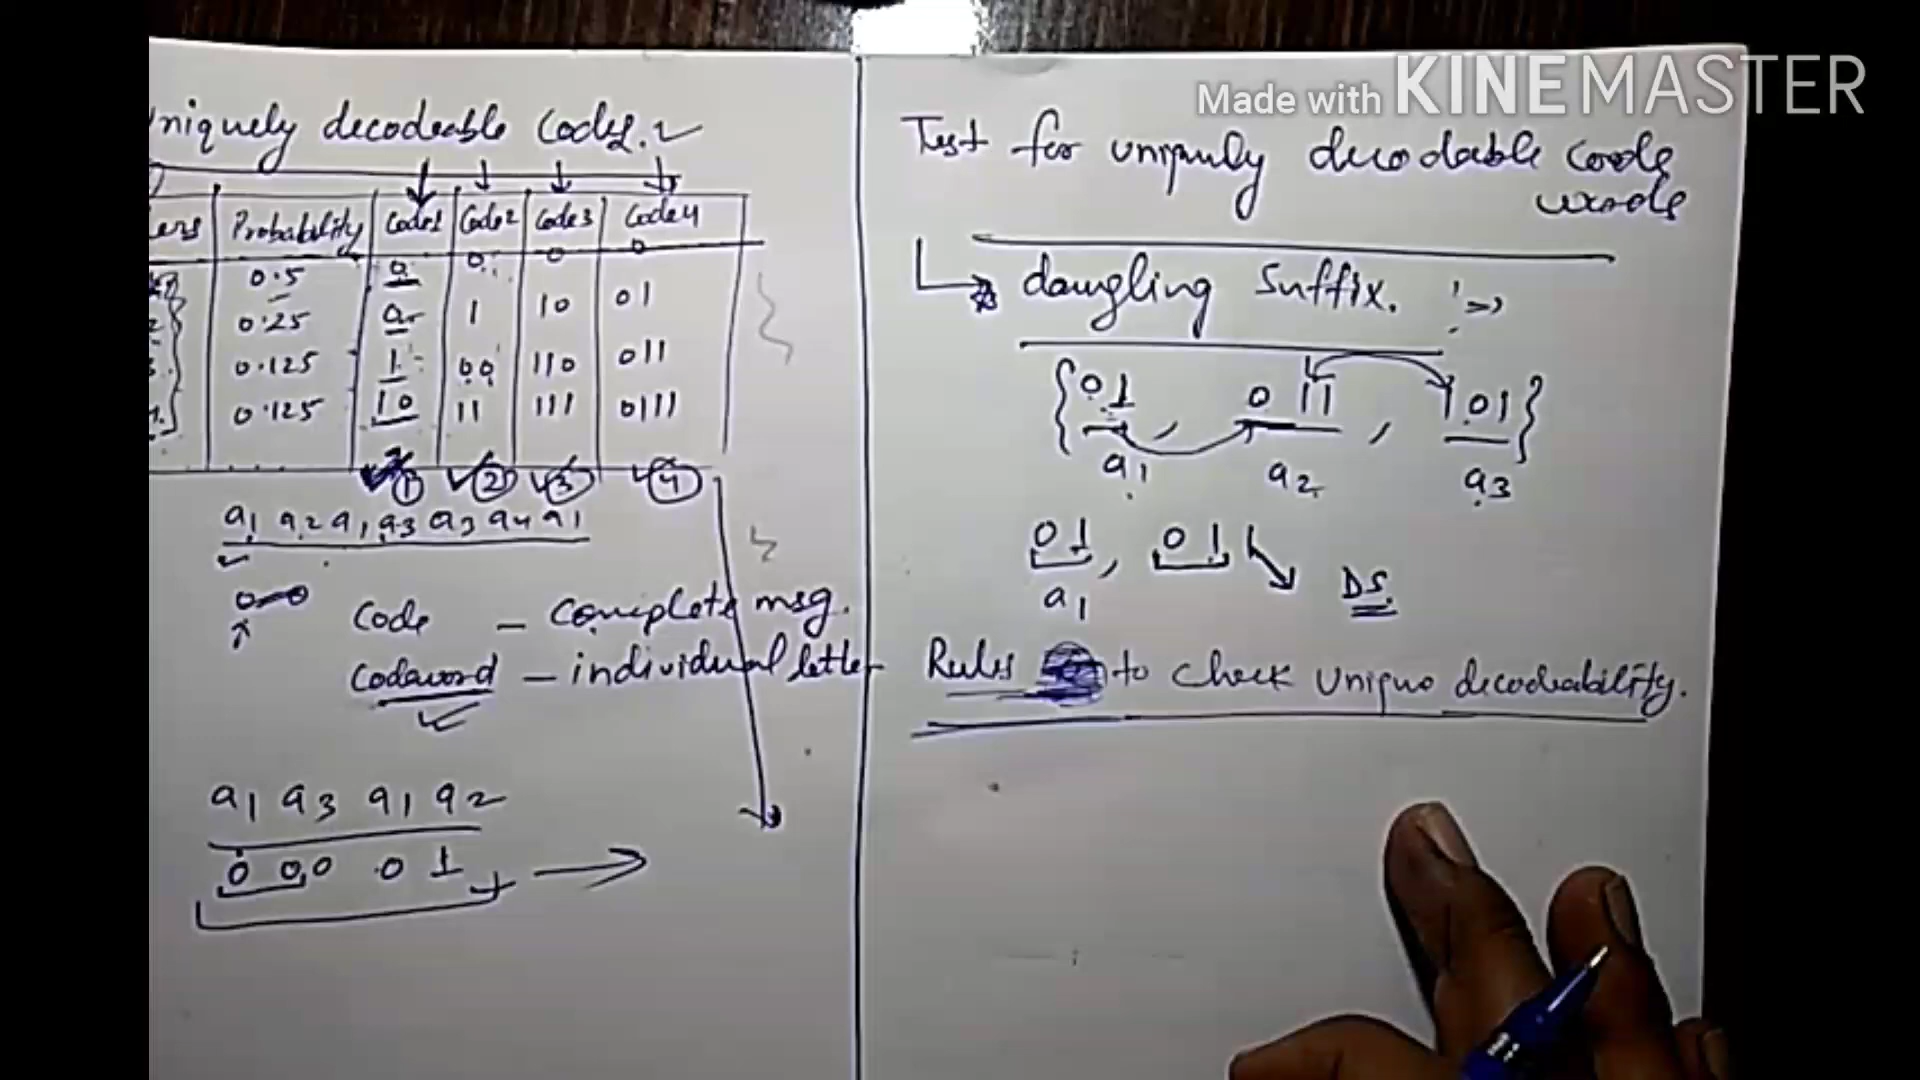 Made with KINEMASTER
niquely decodeable Codes.
ers Probability Code1 Code2 Code3 Code4
0.5 0 0 0 0
0.25 0 1 10 01
0.125 1 00 110 011
0.125 10 11 111 0111
1 2 3 4
a1 a2 a1 a3 a3 a4 a1
Code - Complete msg.
Codeword - individual letter
a1 a3 a1 a2
0 0 0 0 1
Test for uniquly decodable code
words
dangling Suffix.
{01, 011, 101}
a1 a2 a3
01, 011 DS.
a1
Rules to Check Unique decodeability.